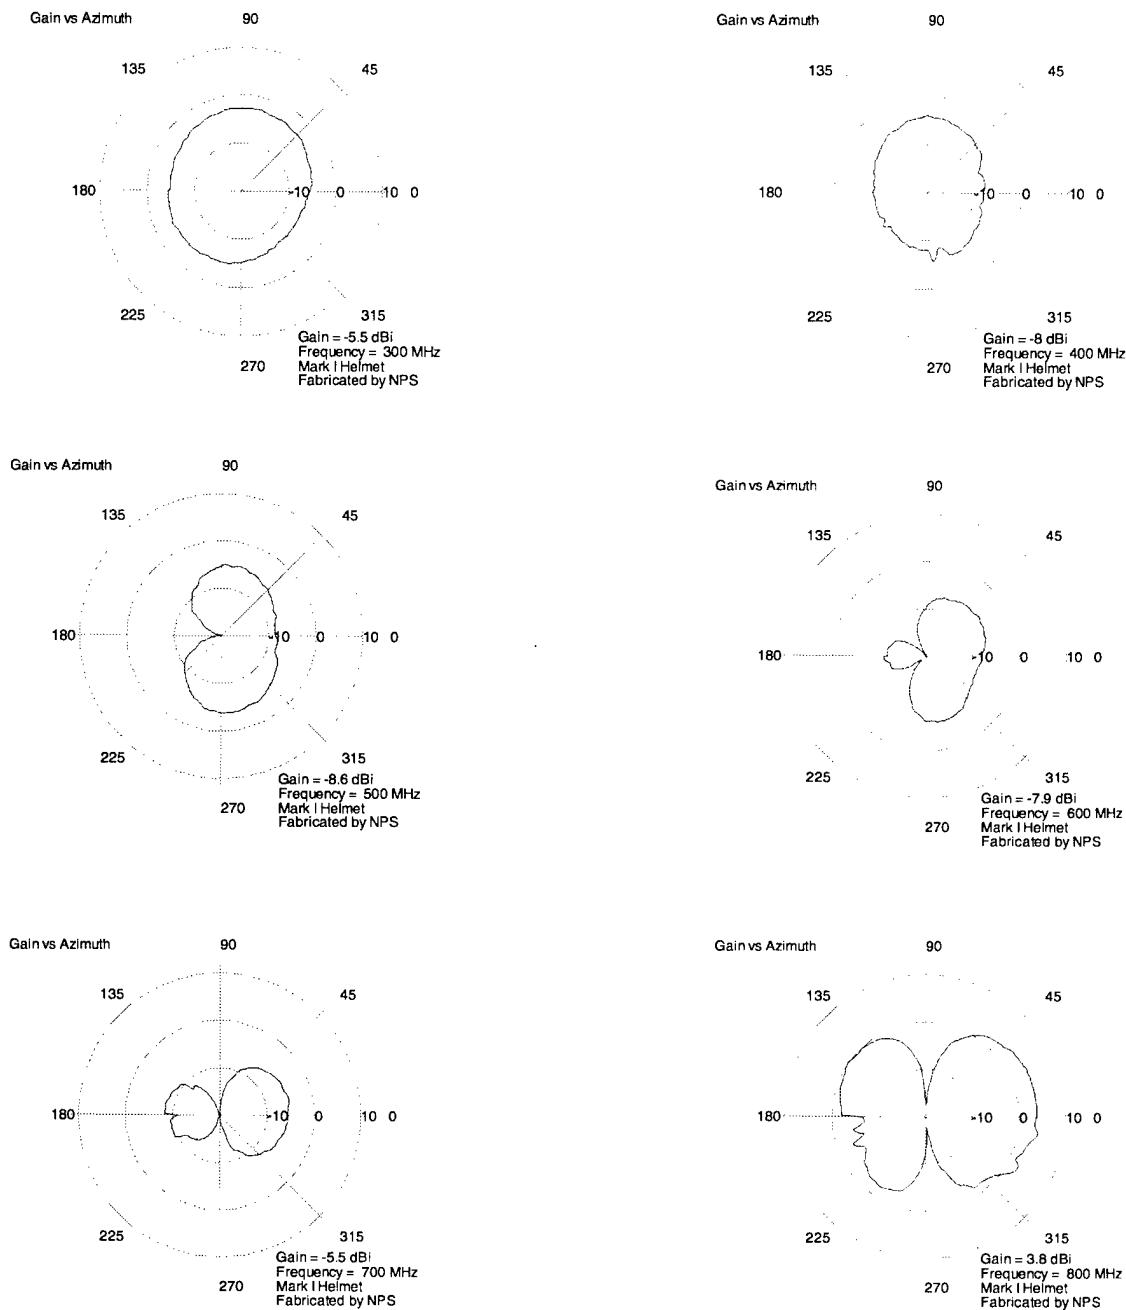 Gain vs Azimuth
90
135
45
180
-10 0 10 0
225
315
270
Gain = -5.5 dBi
Frequency = 300 MHz
Mark I Helmet
Fabricated by NPS
Gain vs Azimuth
90
135
45
180
-10 0 10 0
225
315
270
Gain = -8 dBi
Frequency = 400 MHz
Mark I Helmet
Fabricated by NPS
Gain vs Azimuth
90
135
45
180
-10 0 10 0
225
315
270
Gain = -8.6 dBi
Frequency = 500 MHz
Mark I Helmet
Fabricated by NPS
Gain vs Azimuth
90
135
45
180
-10 0 10 0
225
315
270
Gain = -7.9 dBi
Frequency = 600 MHz
Mark I Helmet
Fabricated by NPS
Gain vs Azimuth
90
135
45
180
-10 0 10 0
225
315
270
Gain = -5.5 dBi
Frequency = 700 MHz
Mark I Helmet
Fabricated by NPS
Gain vs Azimuth
90
135
45
180
-10 0 10 0
225
315
270
Gain = 3.8 dBi
Frequency = 800 MHz
Mark I Helmet
Fabricated by NPS